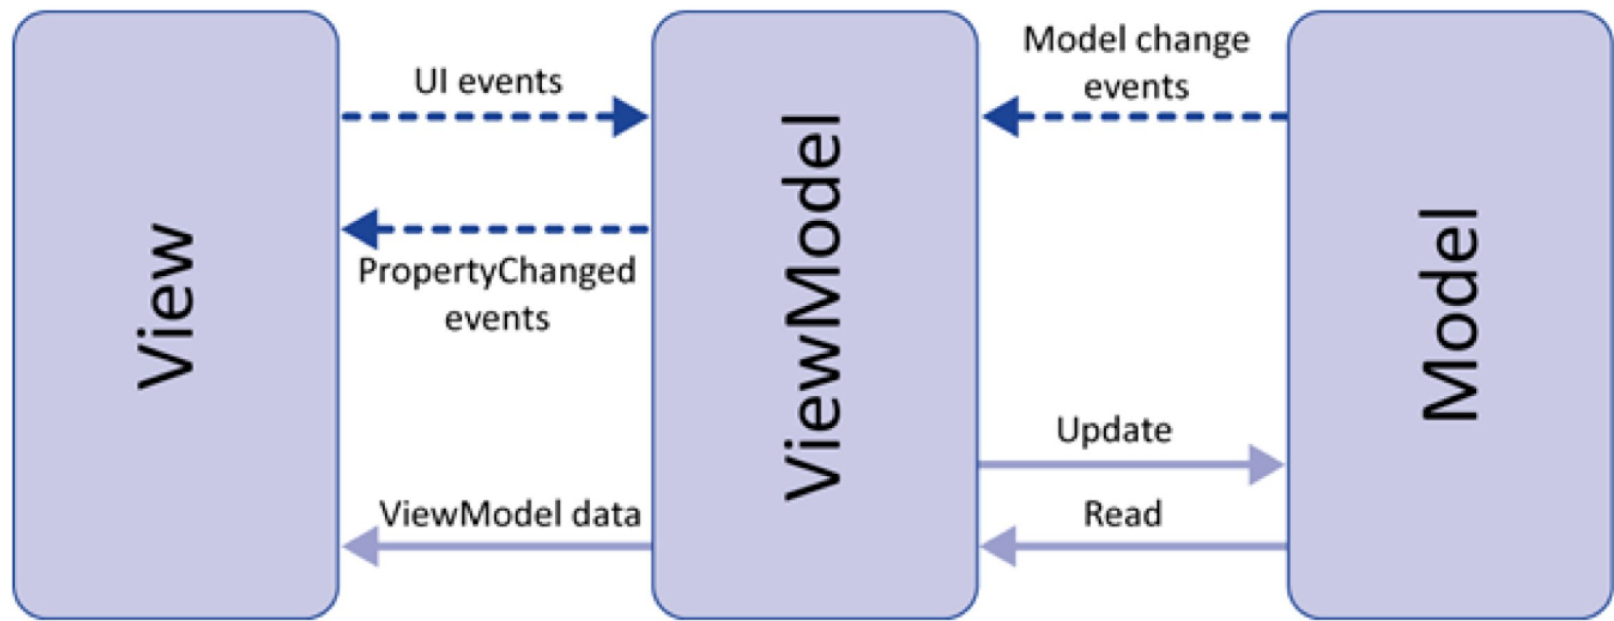 View
UI events
PropertyChanged
events
ViewModel data
ViewModel
Model change
events
Update
Read
Model